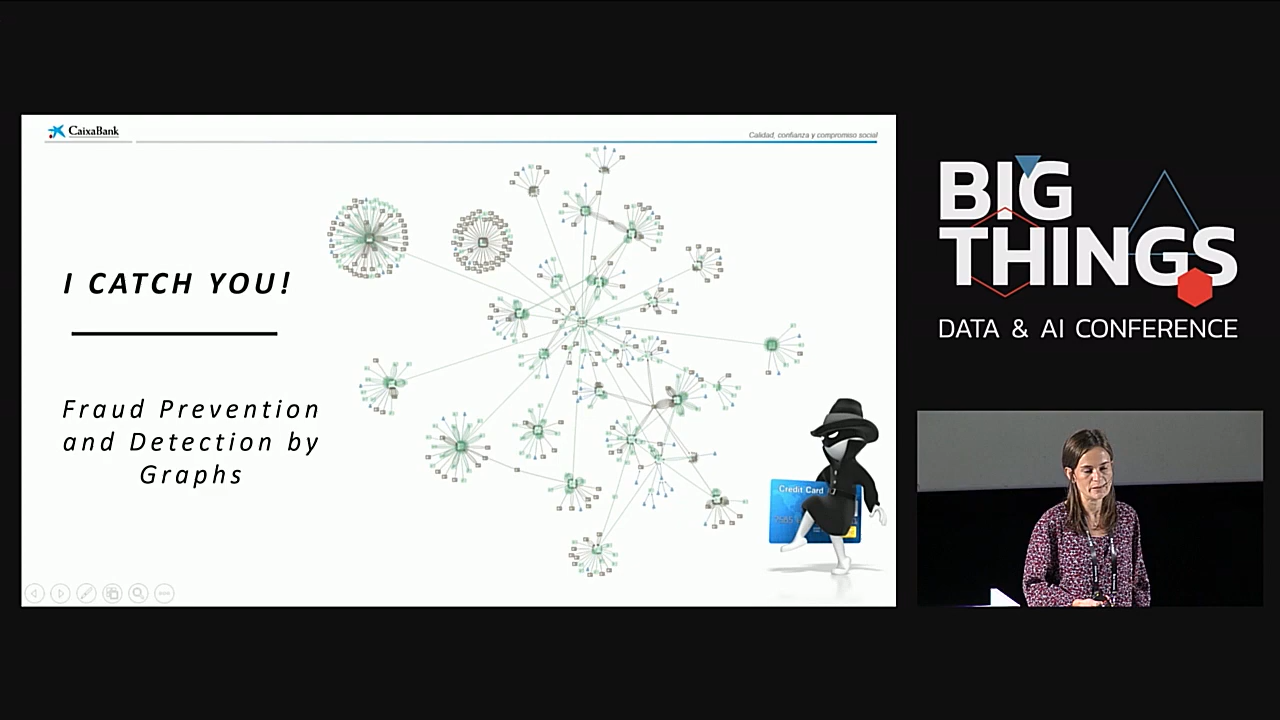 CaixaBank
Calidad, confianza y compromiso social
I CATCH YOU!
Fraud Prevention
and Detection by
Graphs
Credit Card
BIG
THINGS
DATA & AI CONFERENCE